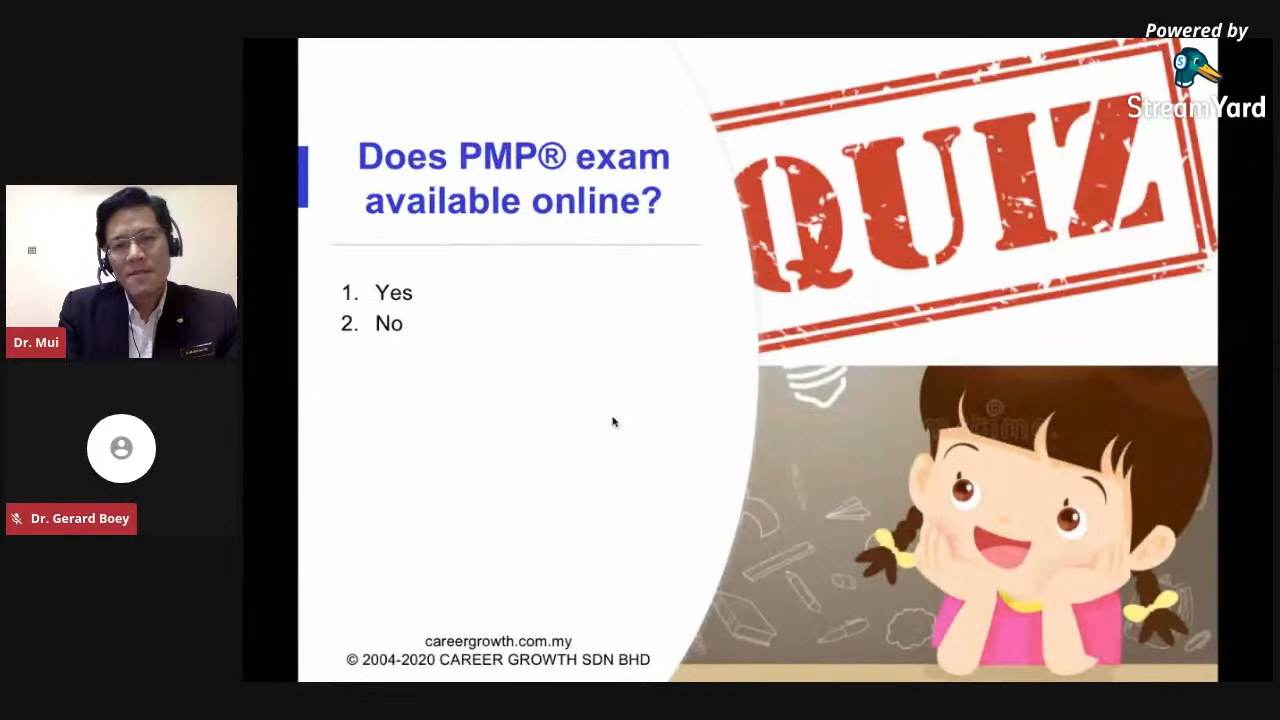 Powered by
StreamYard
Does PMP® exam
available online?
1. Yes
2. No
QUIZ
Dr. Mui
Dr. Gerard Boey
careergrowth.com.my
© 2004-2020 CAREER GROWTH SDN BHD